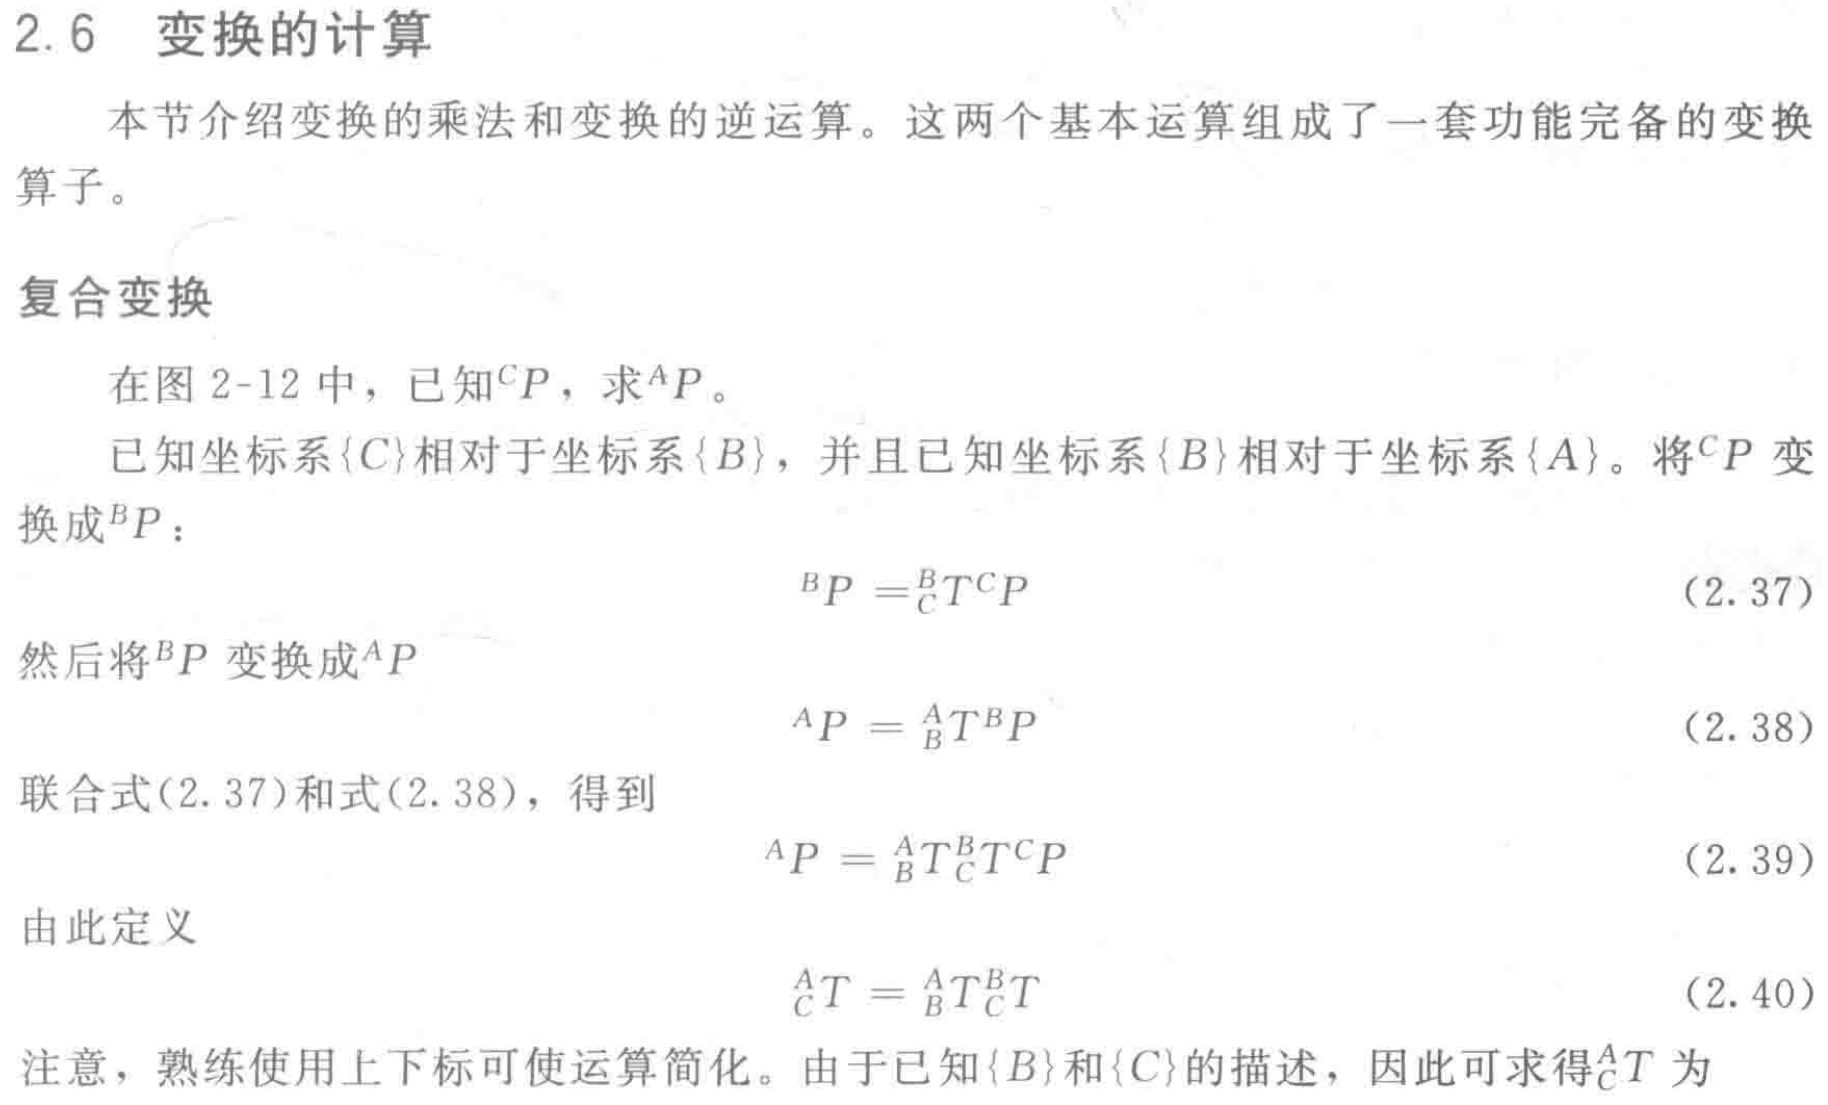 2.6 变换的计算
本节介绍变换的乘法和变换的逆运算。这两个基本运算组成了一套功能完备的变换
算子。
复合变换
在图 2-12 中，已知$^{C}P$，求$^{A}P$。
已知坐标系{C}相对于坐标系{B}，并且已知坐标系{B}相对于坐标系{A}。将$^{C}P$ 变
换成$^{B}P$：
$^{B}P = {}^{B}_{C}T\,{}^{C}P$ (2.37)
然后将$^{B}P$ 变换成$^{A}P$
$^{A}P = {}^{A}_{B}T\,{}^{B}P$ (2.38)
联合式(2.37)和式(2.38)，得到
$^{A}P = {}^{A}_{B}T\,{}^{B}_{C}T\,{}^{C}P$ (2.39)
由此定义
${}^{A}_{C}T = {}^{A}_{B}T\,{}^{B}_{C}T$ (2.40)
注意，熟练使用上下标可使运算简化。由于已知{B}和{C}的描述，因此可求得${}^{A}_{C}T$ 为